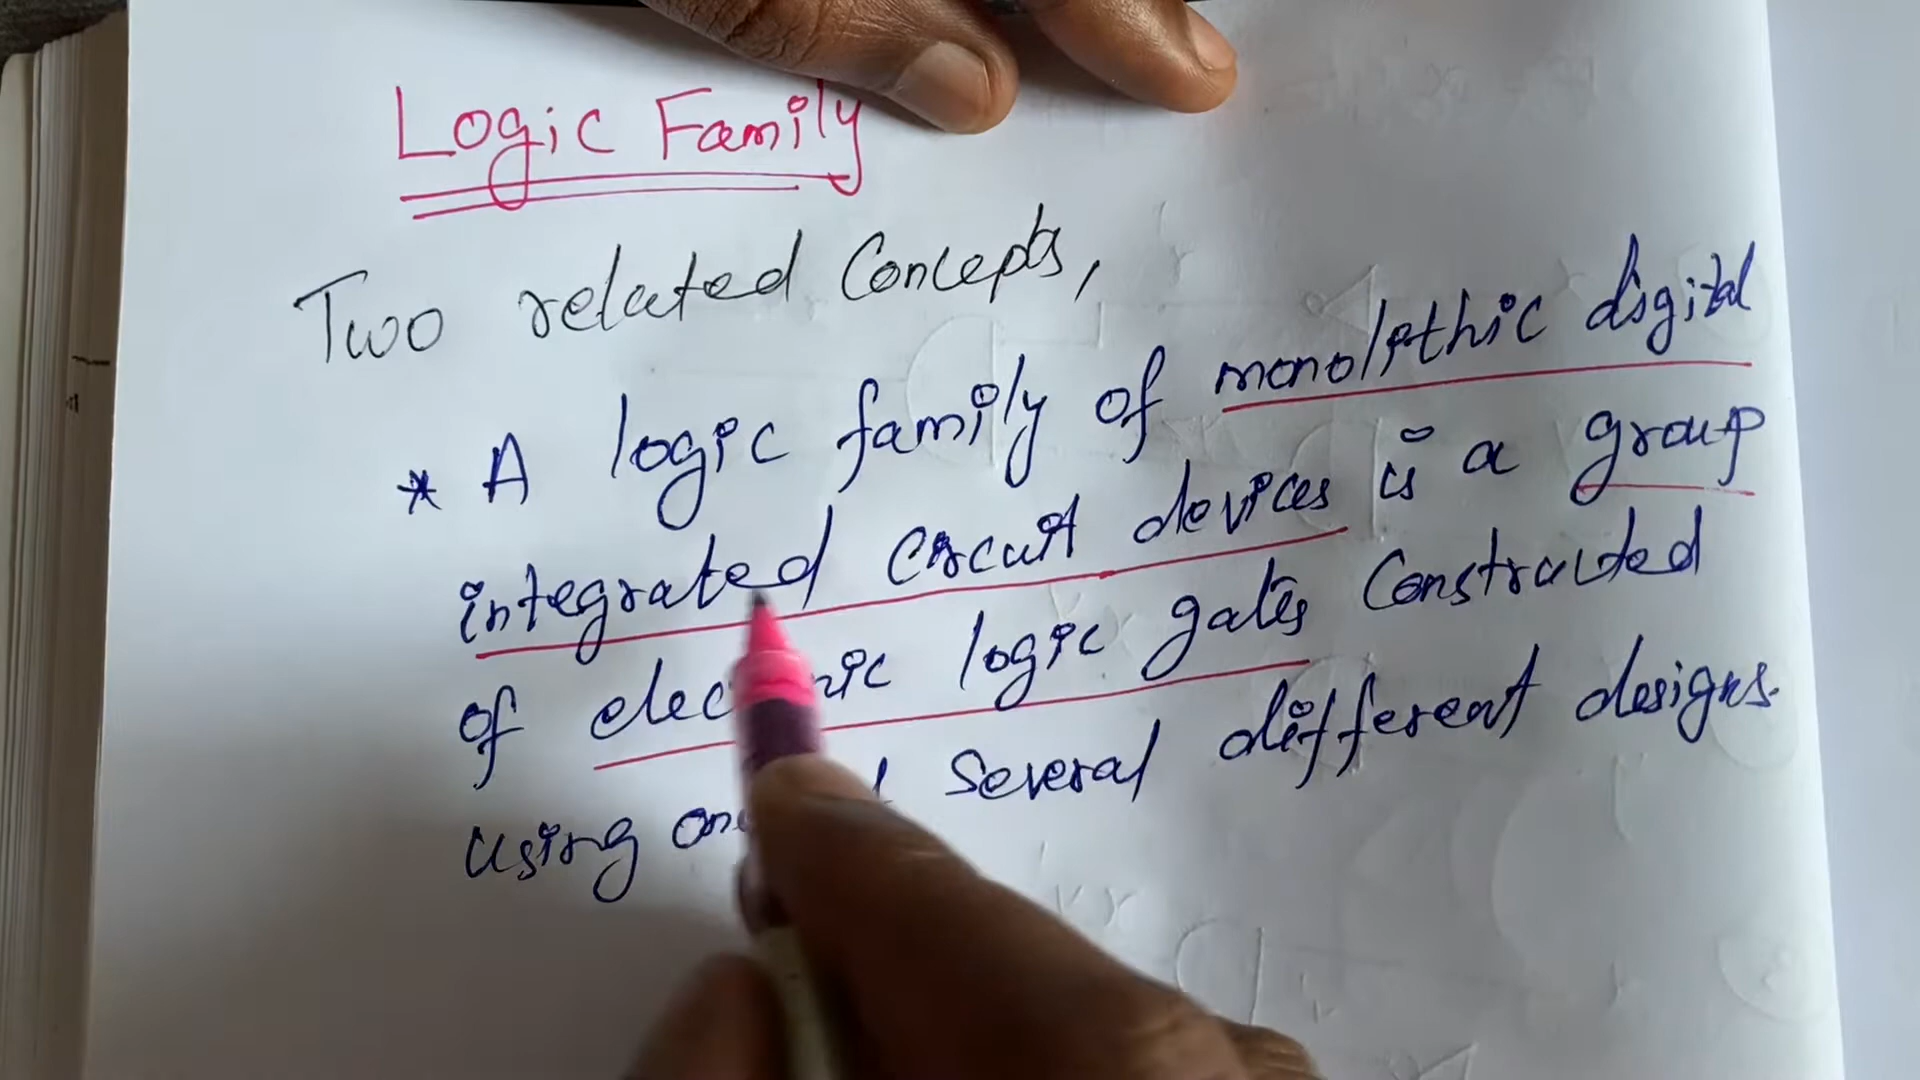 Logic Family
Two related Concepts,
* A logic family of monolithic digital
integrated circuit devices is a group
of logic gates Constructed
using several different designs.